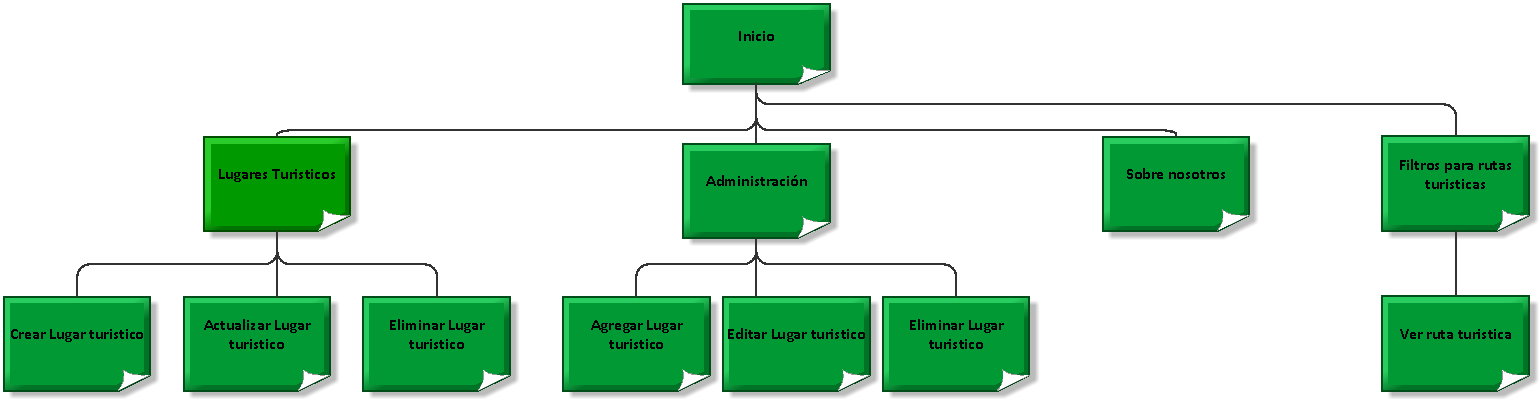 Inicio
Lugares Turisticos
Administración
Sobre nosotros
Filtros para rutas
turisticas
Crear Lugar turistico
Actualizar Lugar
turistico
Eliminar Lugar
turistico
Agregar Lugar
turistico
Editar Lugar turistico
Eliminar Lugar
turistico
Ver ruta turistica